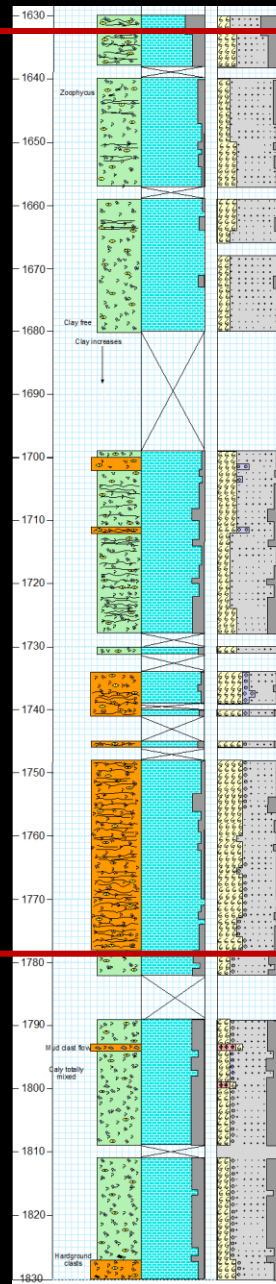 1630
1640
Zoophycus
1650
1660
1670
Clay free
1680
Clay increases
1690
1700
1710
1720
1730
1740
1750
1760
1770
1780
1790
Mud clast flow
Caly totally
mixed
1800
1810
1820
Hardground
clasts
1830